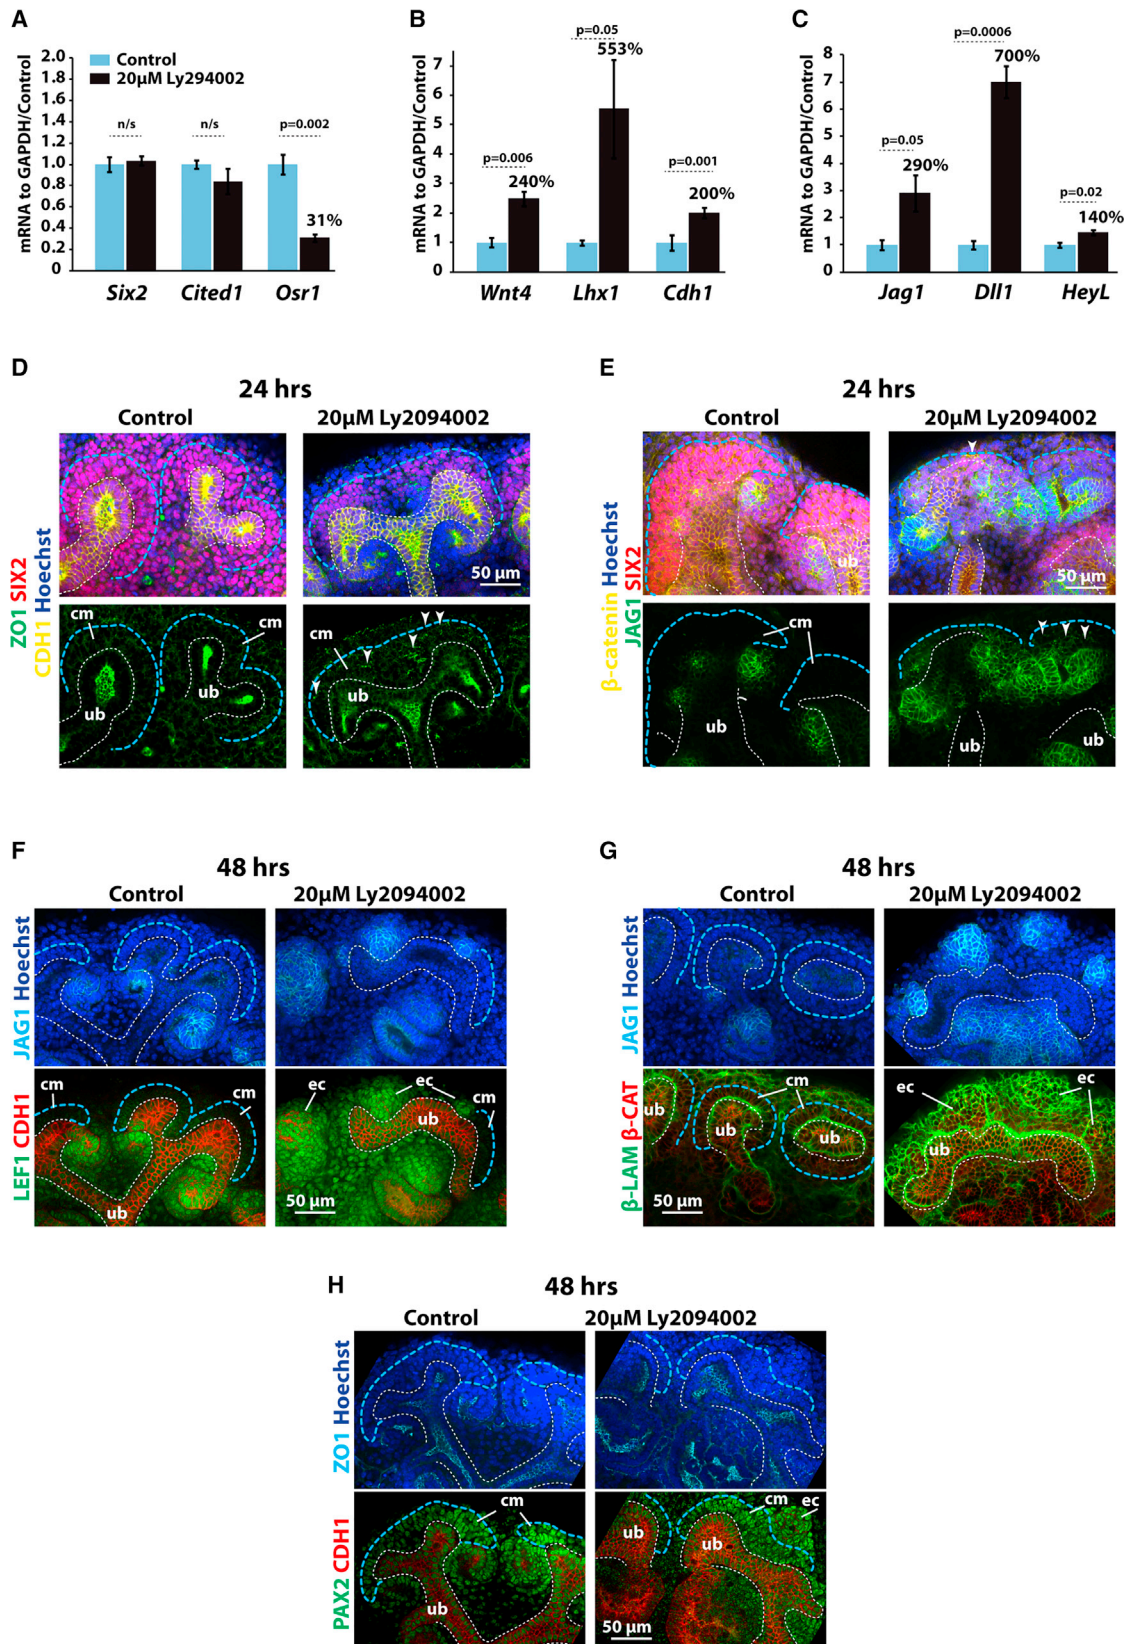 A
mRNA to GAPDH/Control
2.0
1.8
1.6
1.4
1.2
1.0
0.8
0.6
0.4
0.2
0
Control
20μM Ly294002
n/s
n/s
p=0.002
31%
Six2 Cited1 Osr1
B
mRNA to GAPDH/Control
7
6
5
4
3
2
1
0
p=0.006
240%
p=0.05
553%
p=0.001
200%
Wnt4 Lhx1 Cdh1
C
mRNA to GAPDH/Control
8
7
6
5
4
3
2
1
0
p=0.05
290%
p=0.0006
700%
p=0.02
140%
Jag1 Dll1 HeyL
D
24 hrs
Control 20μM Ly2094002
ZO1 SIX2
CDH1 Hoechst
50 μm
cm
cm
ub
ub
cm
E
24 hrs
Control 20μM Ly2094002
β-catenin Hoechst
JAG1 SIX2
ub
50 μm
cm
ub
ub
ub
F
48 hrs
Control 20μM Ly2094002
JAG1 Hoechst
LEF1 CDH1
cm
cm
ub
ec
ec
ub
cm
50 μm
G
48 hrs
Control 20μM Ly2094002
JAG1 Hoechst
β-LAM β-CAT
ub
cm
ub
ub
50 μm
ec
ec
ub
H
48 hrs
Control 20μM Ly2094002
ZO1 Hoechst
PAX2 CDH1
cm
ub
cm
ec
ub
ub
50 μm